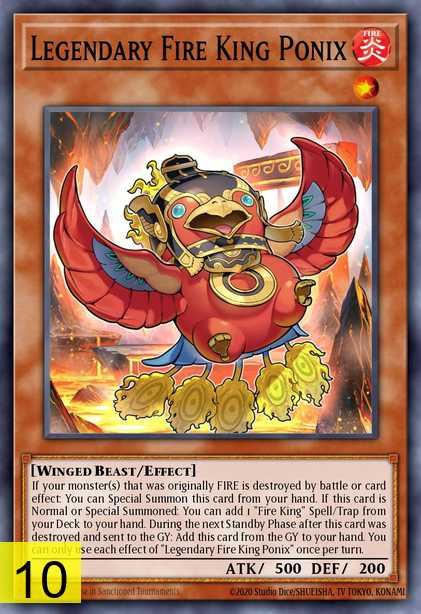 LEGENDARY FIRE KING PONIX
FIRE
炎
[WINGED BEAST/EFFECT]
If your monster(s) that was originally FIRE is destroyed by battle or card
effect: You can Special Summon this card from your hand. If this card is
Normal or Special Summoned: You can add 1 "Fire King" Spell/Trap from
your Deck to your hand. During the next Standby Phase after this card was
destroyed and sent to the GY: Add this card from the GY to your hand. You
can only use each effect of "Legendary Fire King Ponix" once per turn.
ATK/ 500 DEF/ 200
10
Use in Sanctioned Tournaments
©2020 Studio Dice/SHUEISHA, TV TOKYO, KONAMI